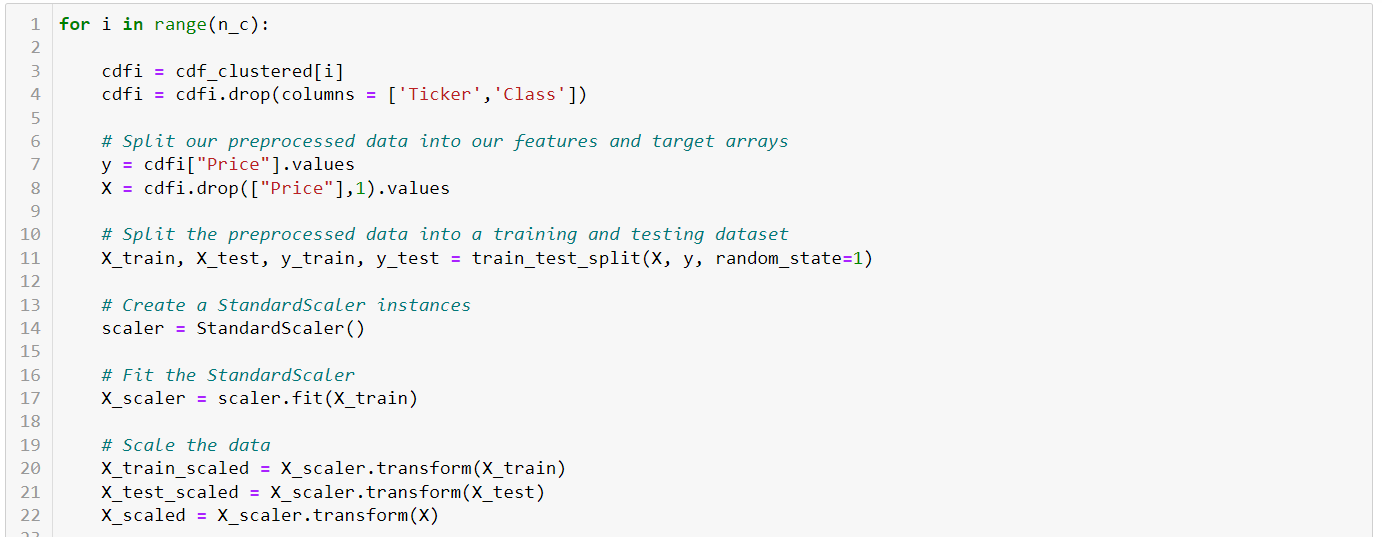 1 for i in range(n_c):
2
3 cdfi = cdf_clustered[i]
4 cdfi = cdfi.drop(columns = ['Ticker','Class'])
5
6 # Split our preprocessed data into our features and target arrays
7 y = cdfi["Price"].values
8 X = cdfi.drop(["Price"],1).values
9
10 # Split the preprocessed data into a training and testing dataset
11 X_train, X_test, y_train, y_test = train_test_split(X, y, random_state=1)
12
13 # Create a StandardScaler instances
14 scaler = StandardScaler()
15
16 # Fit the StandardScaler
17 X_scaler = scaler.fit(X_train)
18
19 # Scale the data
20 X_train_scaled = X_scaler.transform(X_train)
21 X_test_scaled = X_scaler.transform(X_test)
22 X_scaled = X_scaler.transform(X)
23